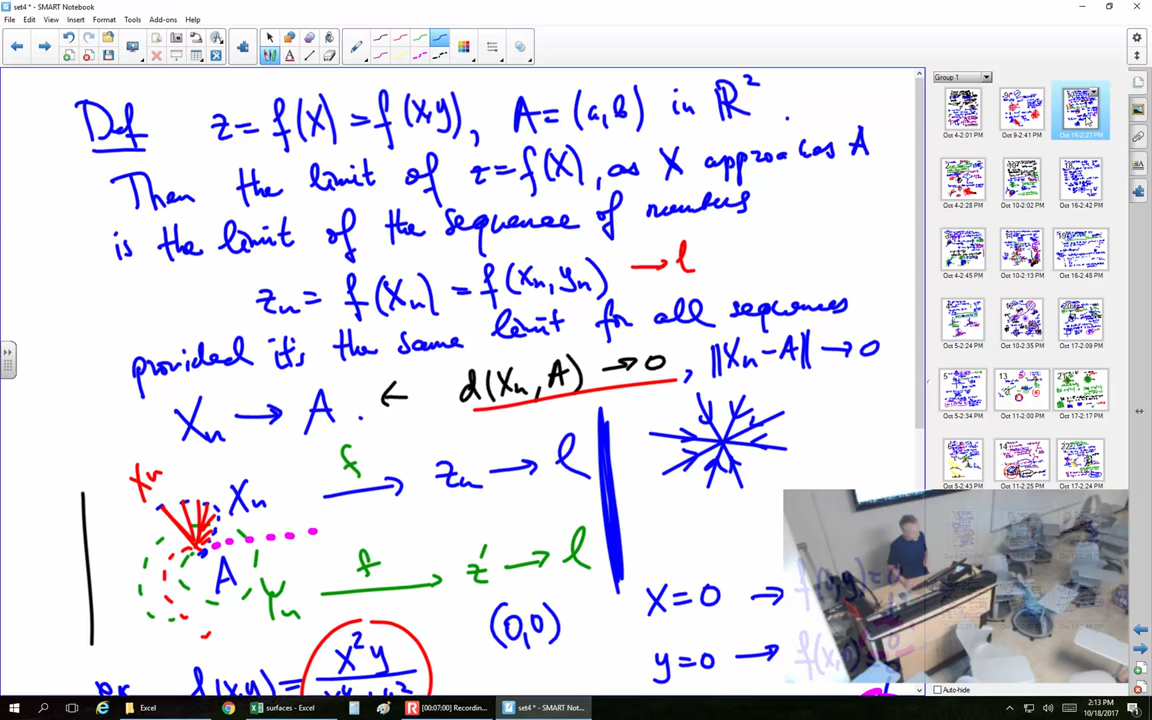 set4 * - SMART Notebook
File Edit View Insert Format Tools Add-ons Help
Def z = f(X) = f(x,y), A = (a,b) in ℝ².
Then the limit of z = f(X), as X approaches A
is the limit of the sequence of numbers
zn = f(Xn) = f(xn, yn) → l
provided it's the same limit for all sequences
Xn → A . ← d(Xn, A) → 0 , ||Xn - A|| → 0
Xn Xn f zn → l
A Yn f z' → l
(0,0)
x = 0 → f(0,y) =
y = 0 → f(x,0) = 0
f(x,y) = x²y
Group 1
Oct 4-2:01 PM Oct 9-2:41 PM Oct 16-2:37 PM
Oct 4-2:28 PM Oct 10-2:02 PM Oct 16-2:42 PM
Oct 4-2:45 PM Oct 10-2:13 PM Oct 16-2:48 PM
Oct 5-2:24 PM Oct 10-2:35 PM Oct 17-2:09 PM
Oct 5-2:34 PM Oct 11-2:00 PM Oct 17-2:17 PM
Oct 5-2:43 PM Oct 11-2:25 PM Oct 17-2:24 PM
Auto-hide
Excel surfaces - Excel [00:07:00] Recordin... set4 * - SMART Not...
2:13 PM
10/18/2017